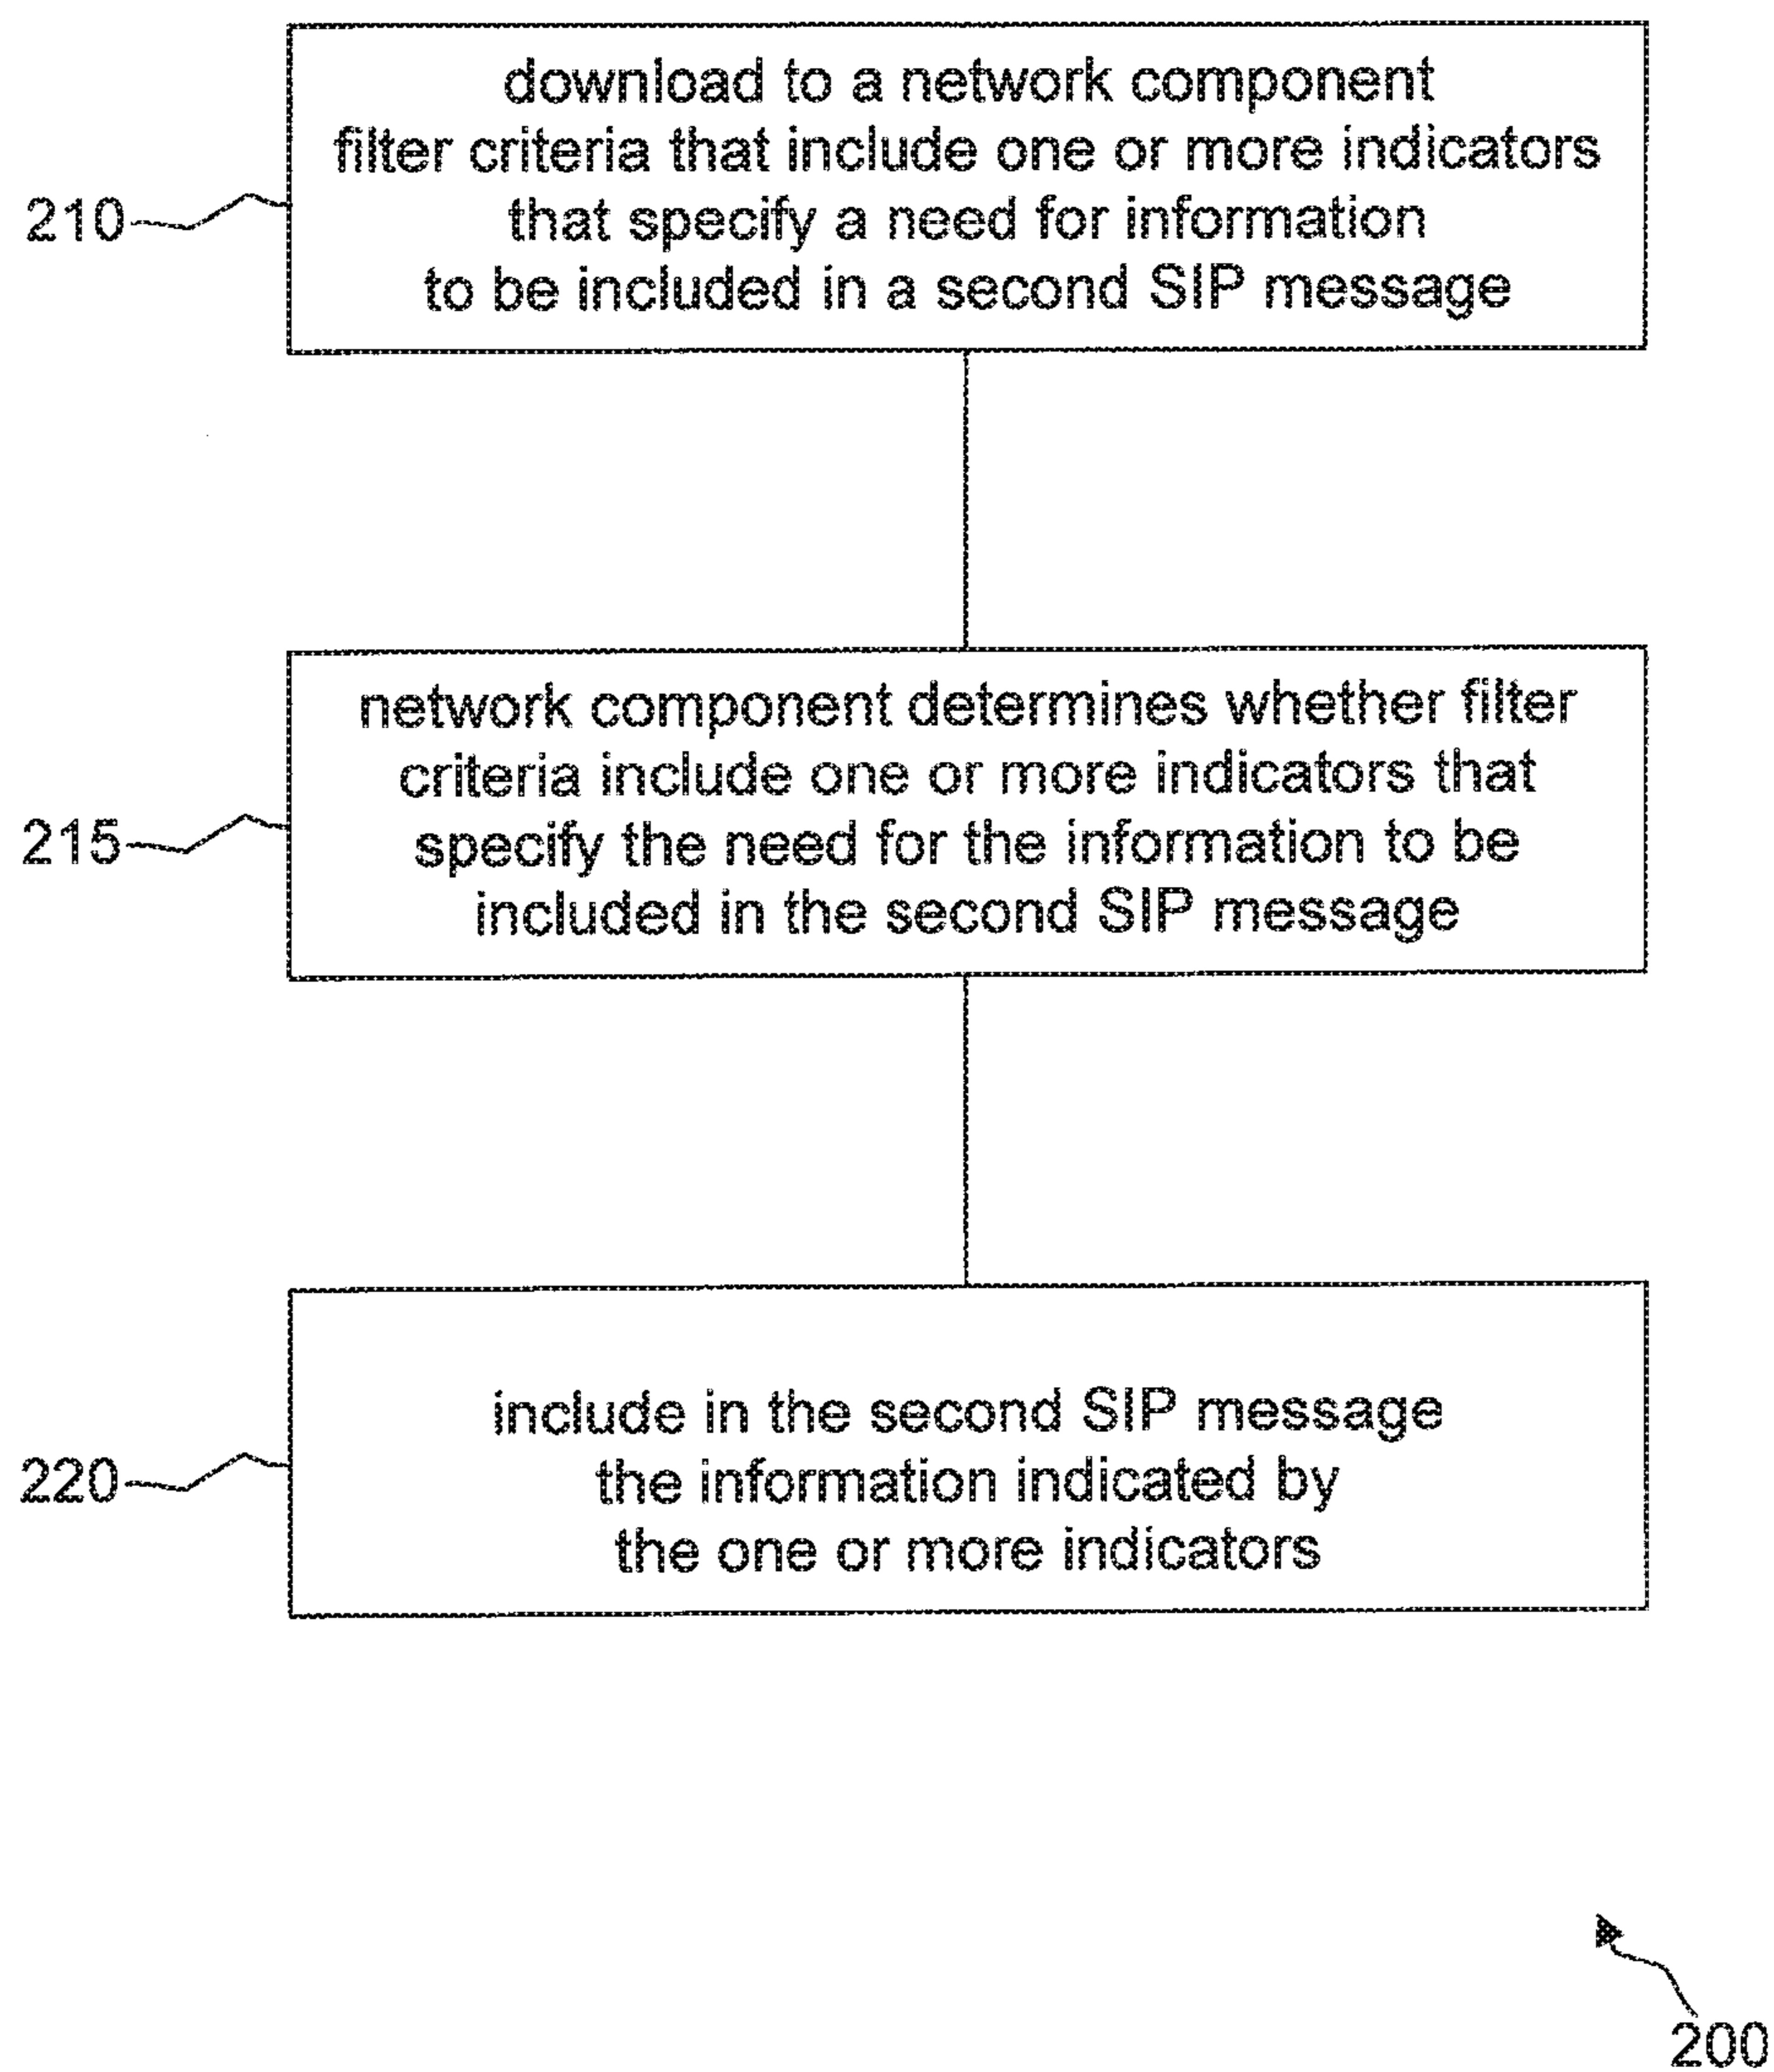 download to a network component
filter criteria that include one or more indicators
that specify a need for information
to be included in a second SIP message
210
network component determines whether filter
criteria include one or more indicators that
specify the need for the information to be
included in the second SIP message
215
include in the second SIP message
the information indicated by
the one or more indicators
220
200